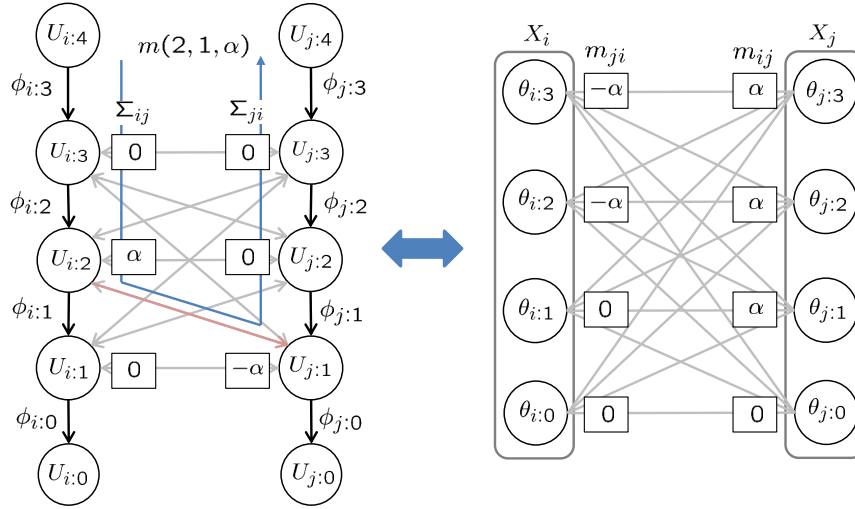 X_i X_j
U_{i:4} m(2, 1, α) U_{j:4}
m_{ji} m_{ij}
ϕ_{i:3} ϕ_{j:3}
θ_{i:3} −α α θ_{j:3}
Σ_{ij} Σ_{ji}
U_{i:3} 0 0 U_{j:3}
ϕ_{i:2} ϕ_{j:2}
θ_{i:2} −α α θ_{j:2}
U_{i:2} α 0 U_{j:2}
ϕ_{i:1} ϕ_{j:1}
θ_{i:1} 0 α θ_{j:1}
U_{i:1} 0 −α U_{j:1}
ϕ_{i:0} ϕ_{j:0}
θ_{i:0} 0 0 θ_{j:0}
U_{i:0} U_{j:0}